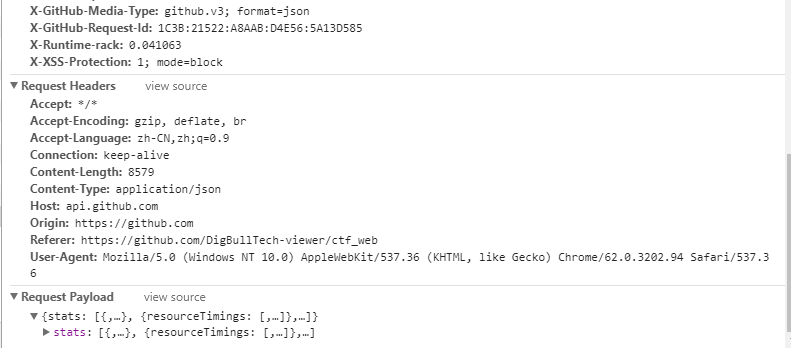 X-GitHub-Media-Type: github.v3; format=json
X-GitHub-Request-Id: 1C3B:21522:A8AAB:D4E56:5A13D585
X-Runtime-rack: 0.041063
X-XSS-Protection: 1; mode=block
▼ Request Headers view source
Accept: */*
Accept-Encoding: gzip, deflate, br
Accept-Language: zh-CN,zh;q=0.9
Connection: keep-alive
Content-Length: 8579
Content-Type: application/json
Host: api.github.com
Origin: https://github.com
Referer: https://github.com/DigBullTech-viewer/ctf_web
User-Agent: Mozilla/5.0 (Windows NT 10.0) AppleWebKit/537.36 (KHTML, like Gecko) Chrome/62.0.3202.94 Safari/537.3
6
▼ Request Payload view source
▼ {stats: [{,…}, {resourceTimings: [,…]},…]}
▶ stats: [{,…}, {resourceTimings: [,…]},…]